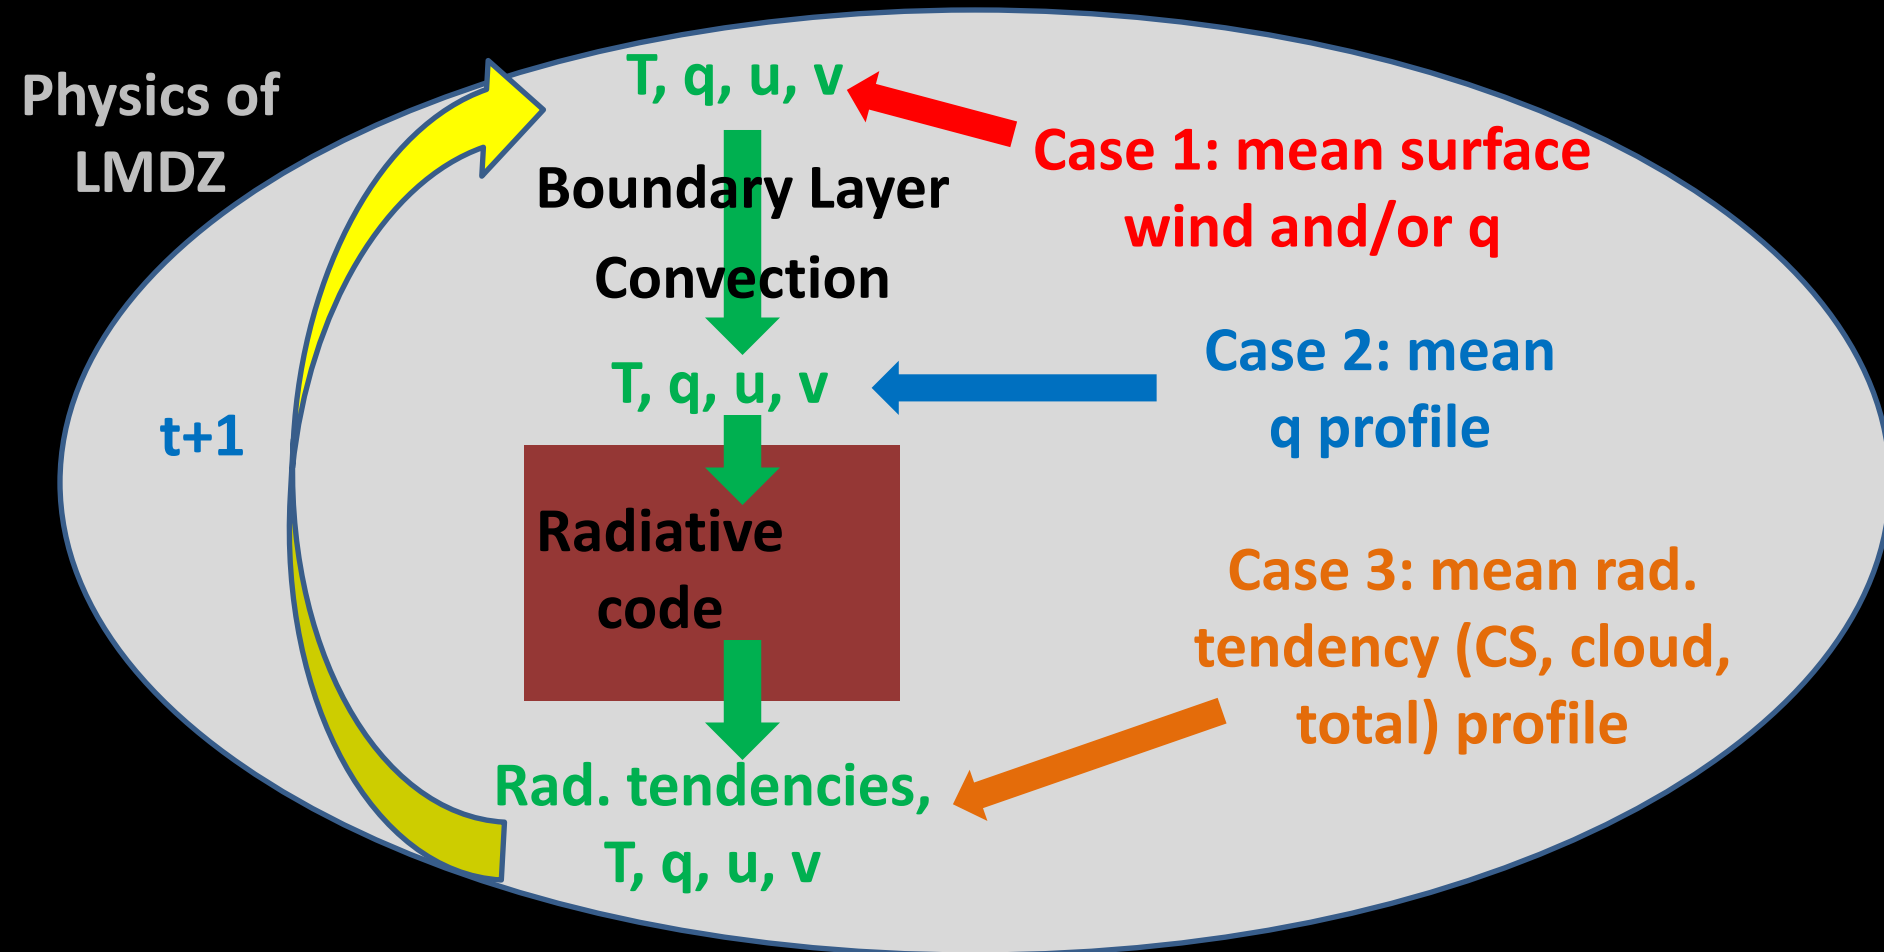 Physics of
LMDZ
T, q, u, v
Boundary Layer
Convection
Case 1: mean surface
wind and/or q
T, q, u, v
Case 2: mean
q profile
t+1
Radiative
code
Case 3: mean rad.
tendency (CS, cloud,
total) profile
Rad. tendencies,
T, q, u, v